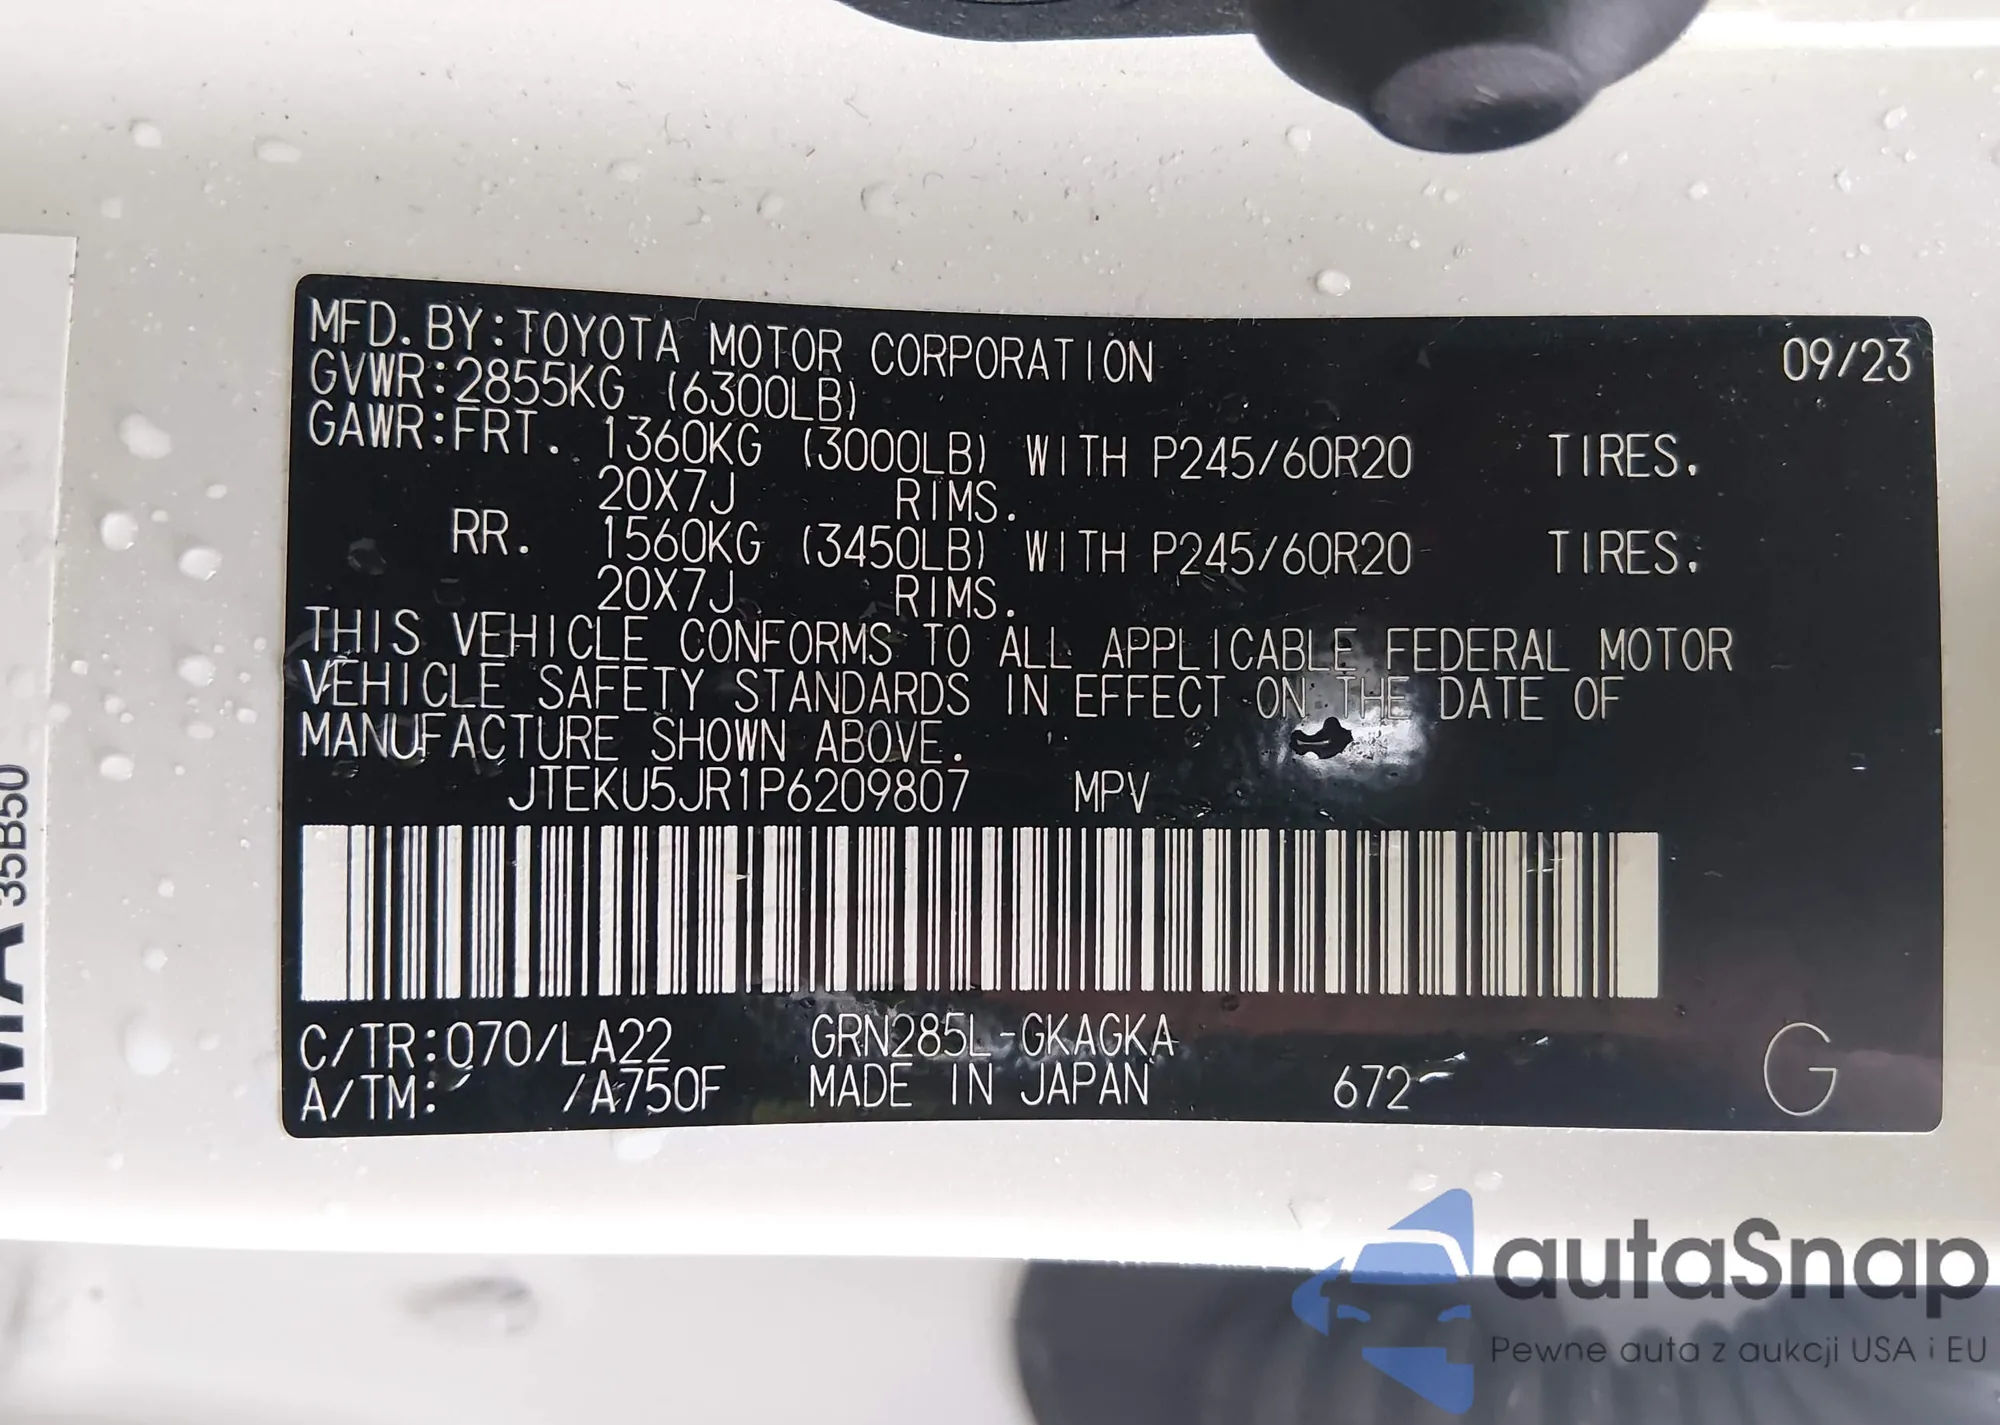 MFD. BY:TOYOTA MOTOR CORPORATION 09/23
GVWR:2855KG (6300LB)
GAWR:FRT. 1360KG (3000LB) WITH P245/60R20 TIRES.
20X7J RIMS.
RR. 1560KG (3450LB) WITH P245/60R20 TIRES.
20X7J RIMS.
THIS VEHICLE CONFORMS TO ALL APPLICABLE FEDERAL MOTOR
VEHICLE SAFETY STANDARDS IN EFFECT ON THE DATE OF
MANUFACTURE SHOWN ABOVE.
JTEKU5JR1P6209807 MPV
C/TR:070/LA22 GRN285L-GKAGKA
A/TM: /A750F MADE IN JAPAN 672 G
35B50
autaSnap
Pewne auta z aukcji USA i EU